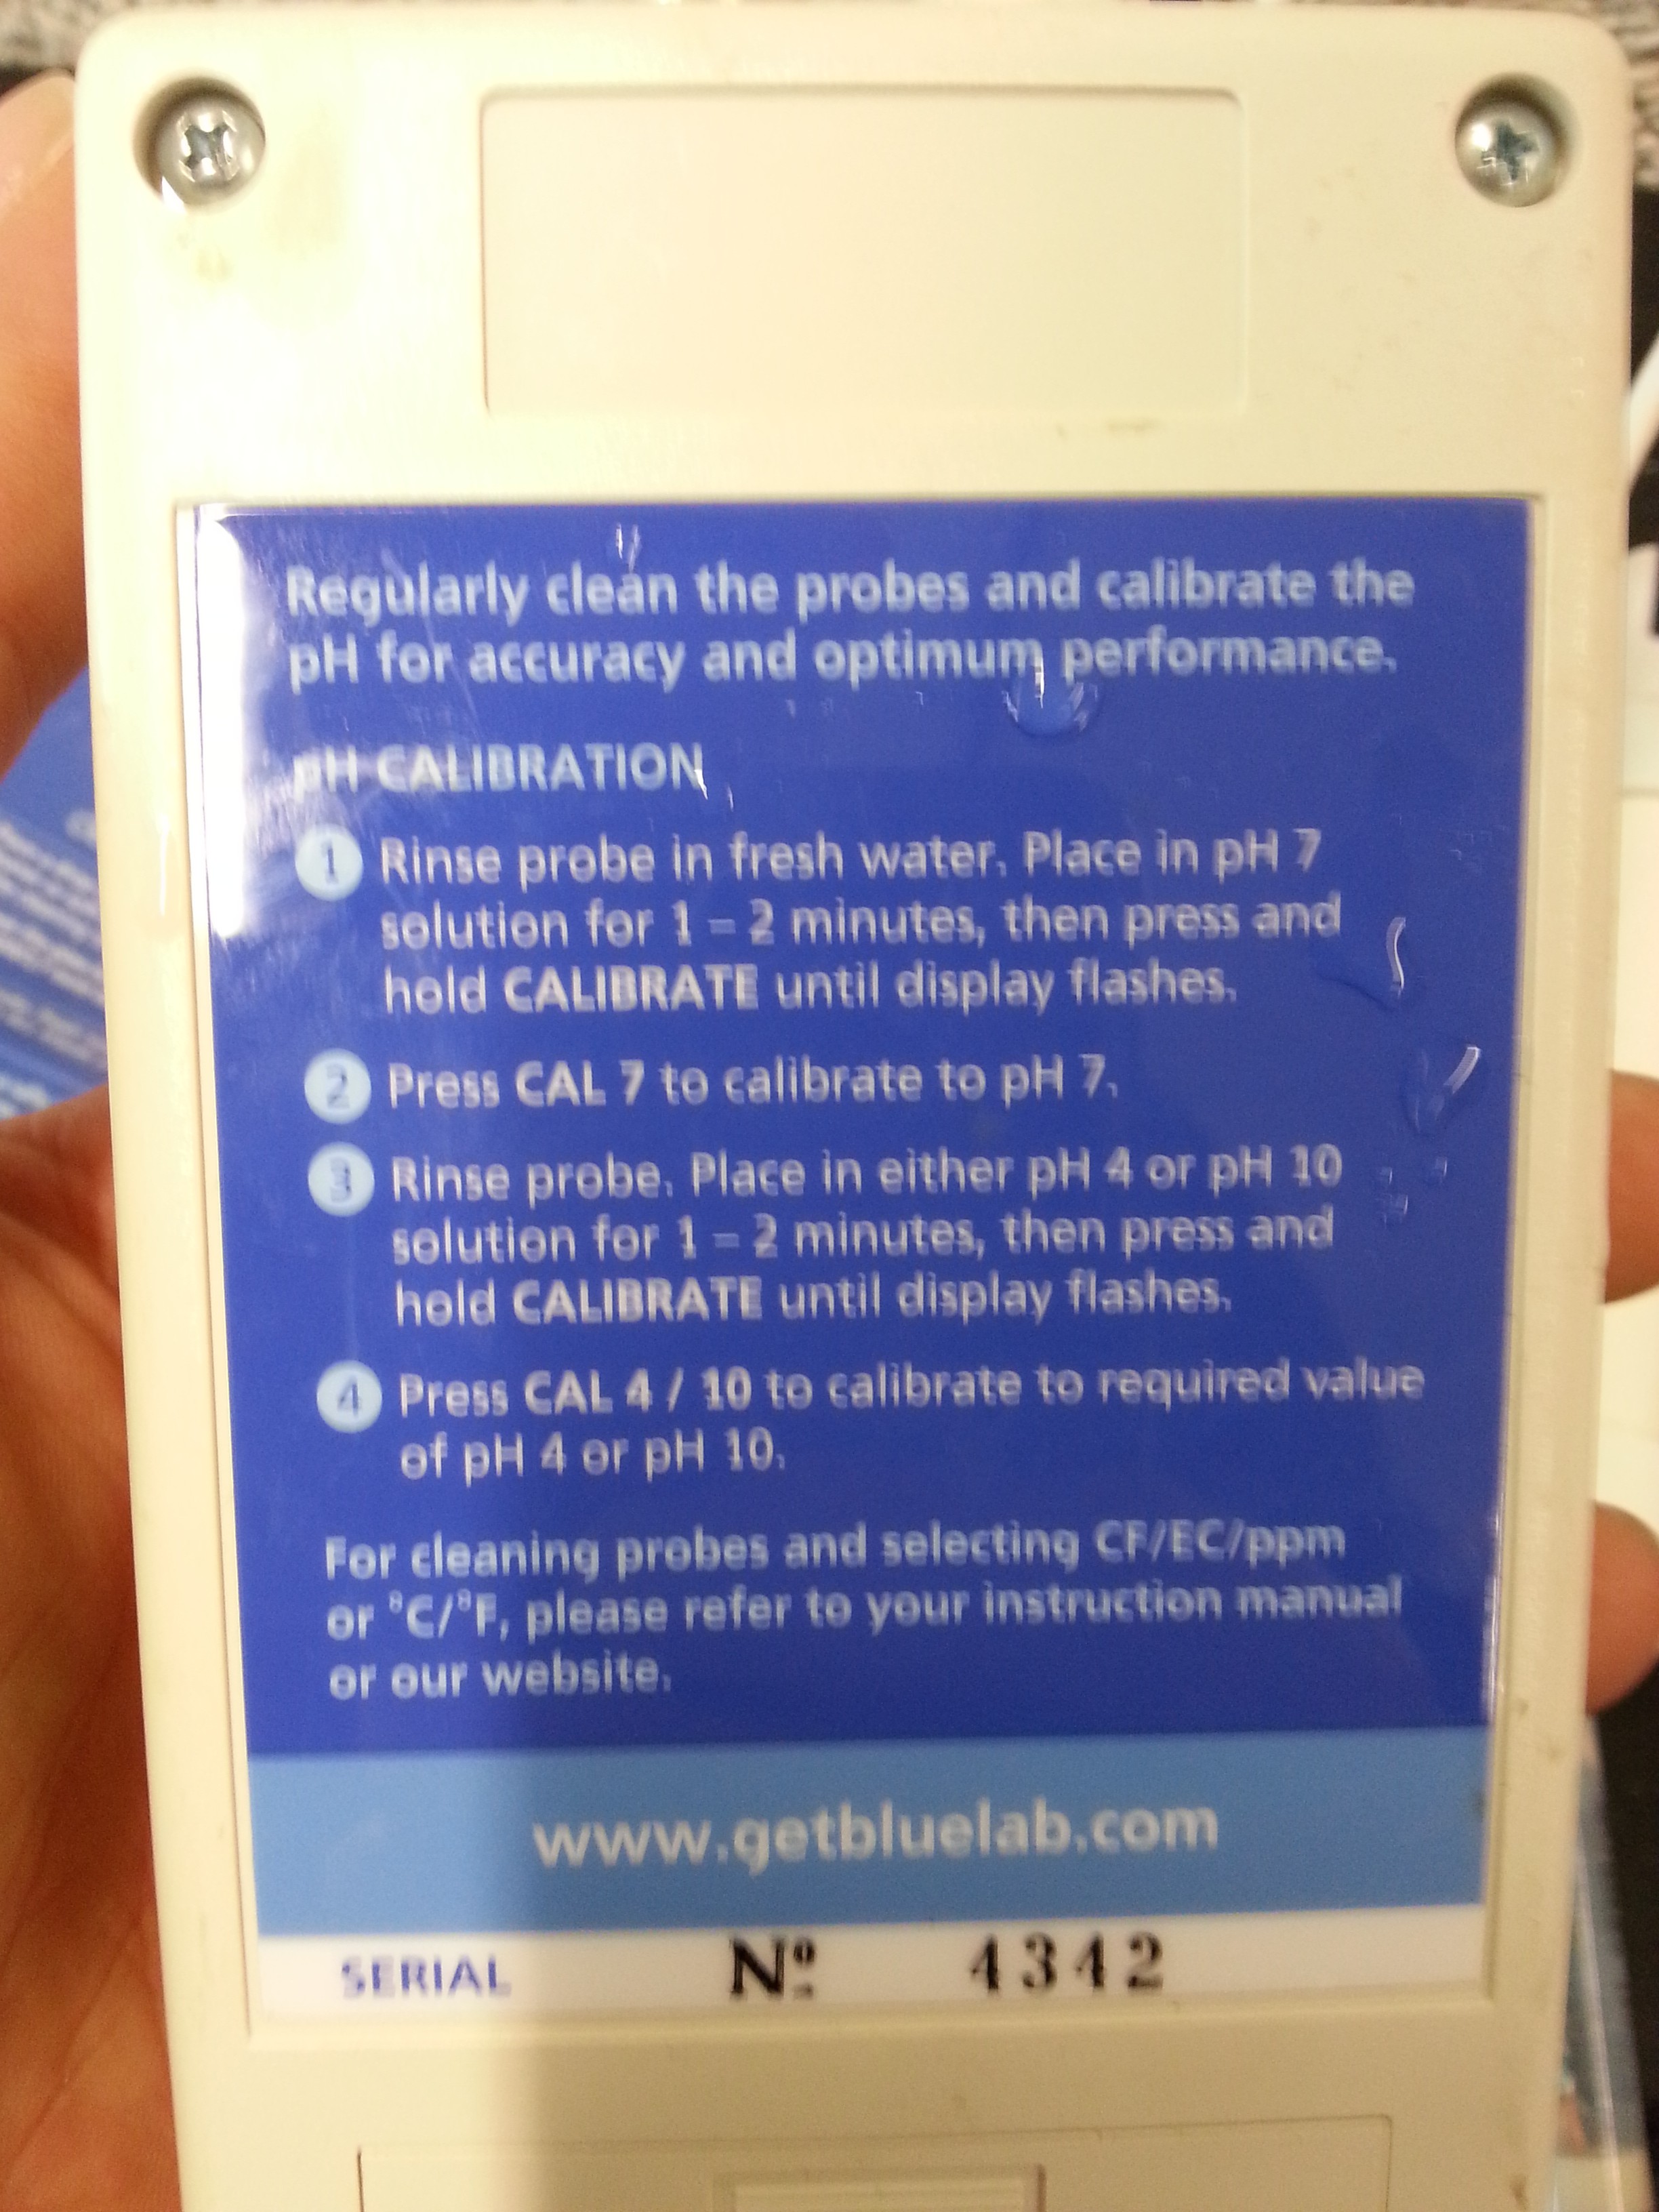 Regularly clean the probes and calibrate the
pH for accuracy and optimum performance.
pH CALIBRATION
1 Rinse probe in fresh water. Place in pH 7
solution for 1 – 2 minutes, then press and
hold CALIBRATE until display flashes.
2 Press CAL 7 to calibrate to pH 7.
3 Rinse probe. Place in either pH 4 or pH 10
solution for 1 – 2 minutes, then press and
hold CALIBRATE until display flashes.
4 Press CAL 4 / 10 to calibrate to required value
of pH 4 or pH 10.
For cleaning probes and selecting CF/EC/ppm
or °C/°F, please refer to your instruction manual
or our website.
www.getbluelab.com
SERIAL Nº 4342